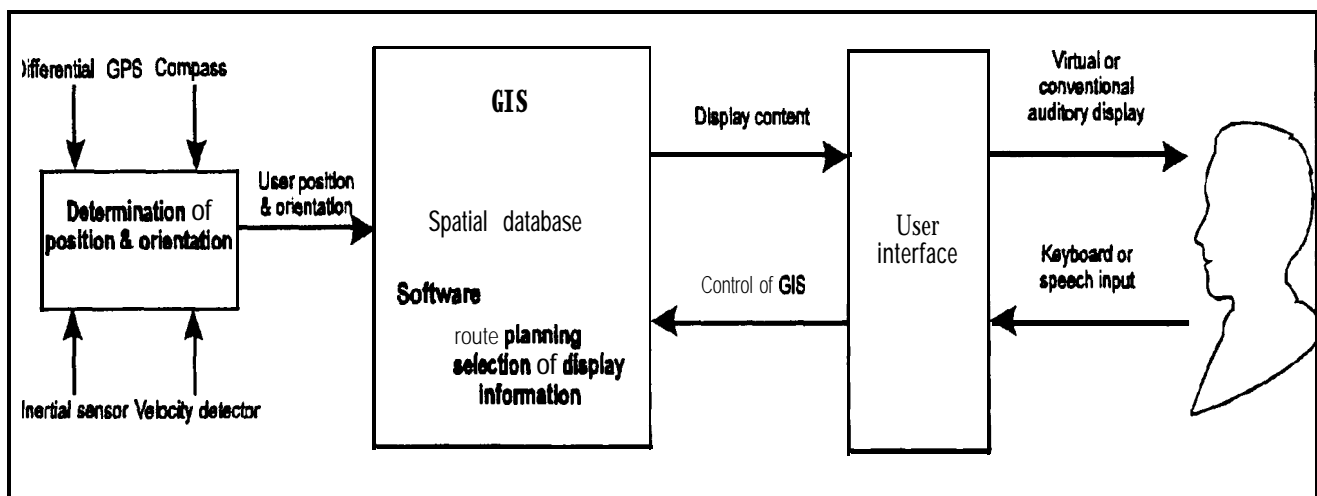 Differential GPS Compass
Determination of
position & orientation
Inertial sensor Velocity detector
User position
& orientation
GIS
Spatial database
Software
route planning
selection of display
information
Display content
Control of GIS
User
interface
Virtual or
conventional
auditory display
Keyboard or
speech input